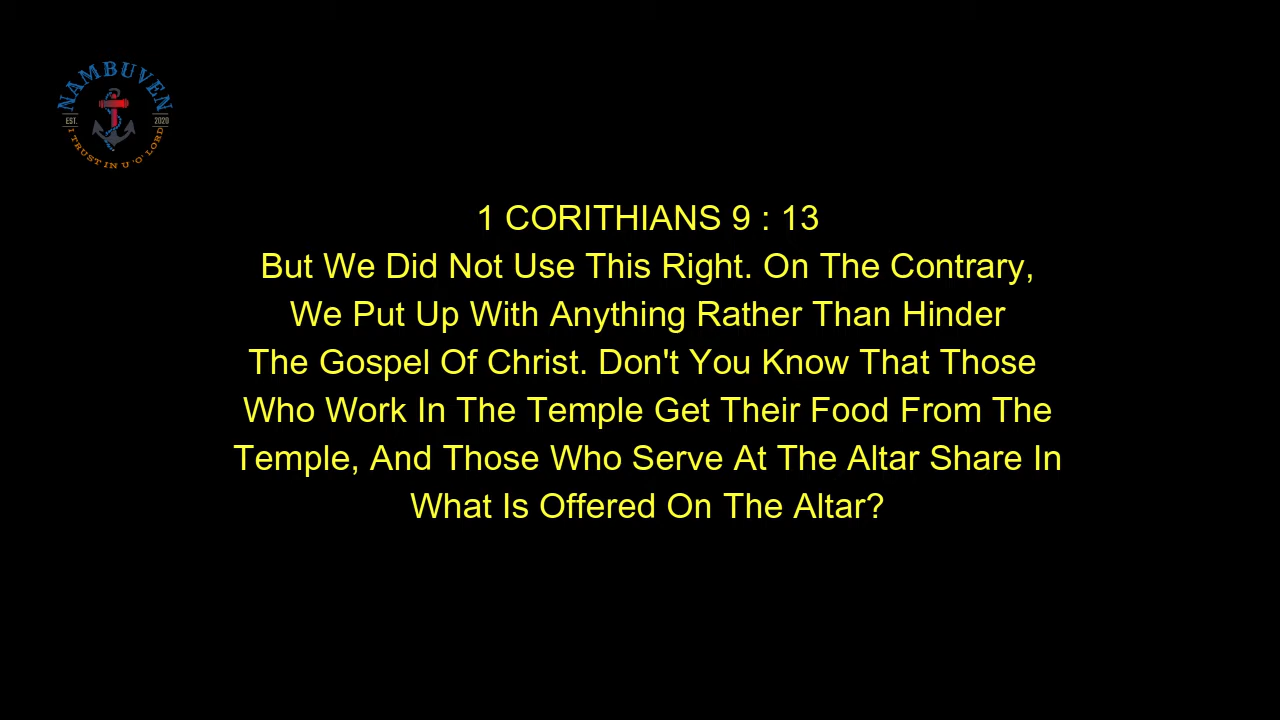 NAMBUVEN
EST. 2020
I TRUST IN U 'O' LORD
1 CORITHIANS 9 : 13
But We Did Not Use This Right. On The Contrary,
We Put Up With Anything Rather Than Hinder
The Gospel Of Christ. Don't You Know That Those
Who Work In The Temple Get Their Food From The
Temple, And Those Who Serve At The Altar Share In
What Is Offered On The Altar?